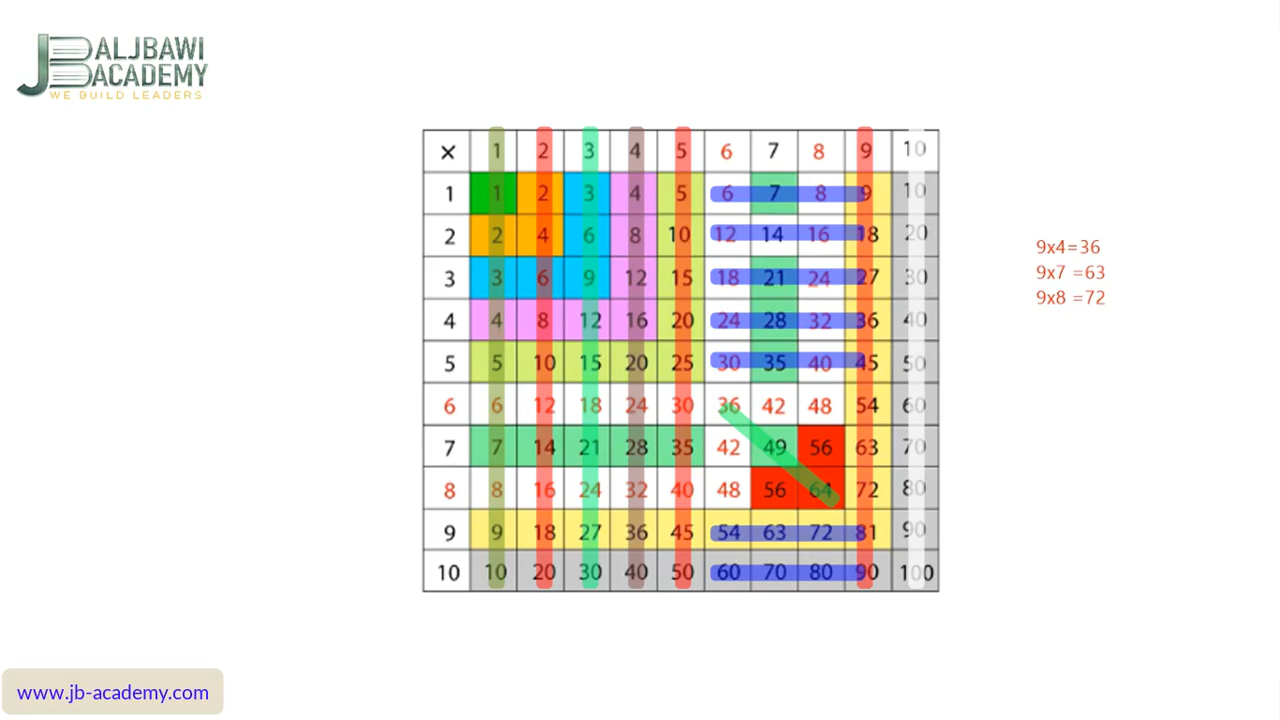 ALJBAWI
ACADEMY
WE BUILD LEADERS
× 1 2 3 4 5 6 7 8 9 10
1 1 2 3 4 5 6 7 8 9 10
2 2 4 6 8 10 12 14 16 18 20
3 3 6 9 12 15 18 21 24 27 30
4 4 8 12 16 20 24 28 32 36 40
5 5 10 15 20 25 30 35 40 45 50
6 6 12 18 24 30 36 42 48 54 60
7 7 14 21 28 35 42 49 56 63 70
8 8 16 24 32 40 48 56 64 72 80
9 9 18 27 36 45 54 63 72 81 90
10 10 20 30 40 50 60 70 80 90 100
9x4=36
9x7 =63
9x8 =72
www.jb-academy.com